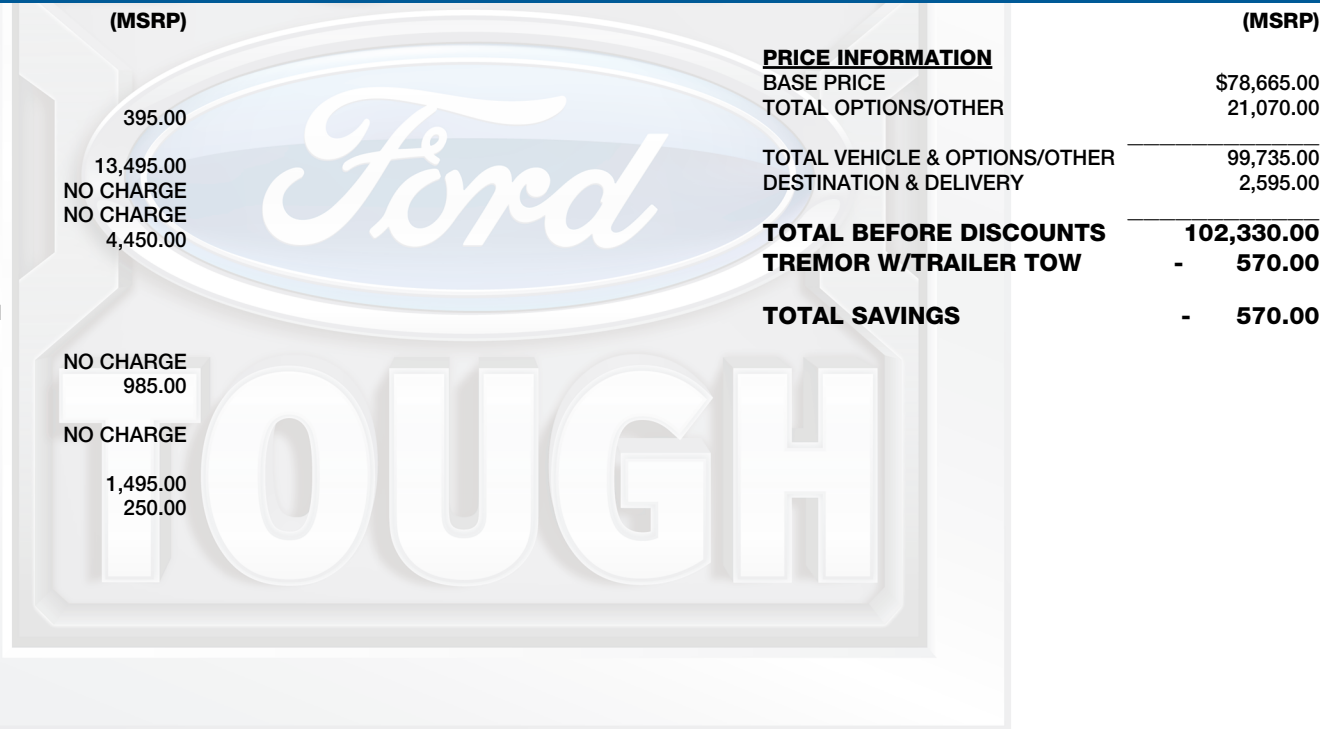 (MSRP)
395.00
13,495.00
NO CHARGE
NO CHARGE
4,450.00
NO CHARGE
985.00
NO CHARGE
1,495.00
250.00
Ford
TOUGH
(MSRP)
PRICE INFORMATION
BASE PRICE $78,665.00
TOTAL OPTIONS/OTHER 21,070.00
TOTAL VEHICLE & OPTIONS/OTHER 99,735.00
DESTINATION & DELIVERY 2,595.00
TOTAL BEFORE DISCOUNTS 102,330.00
TREMOR W/TRAILER TOW - 570.00
TOTAL SAVINGS - 570.00